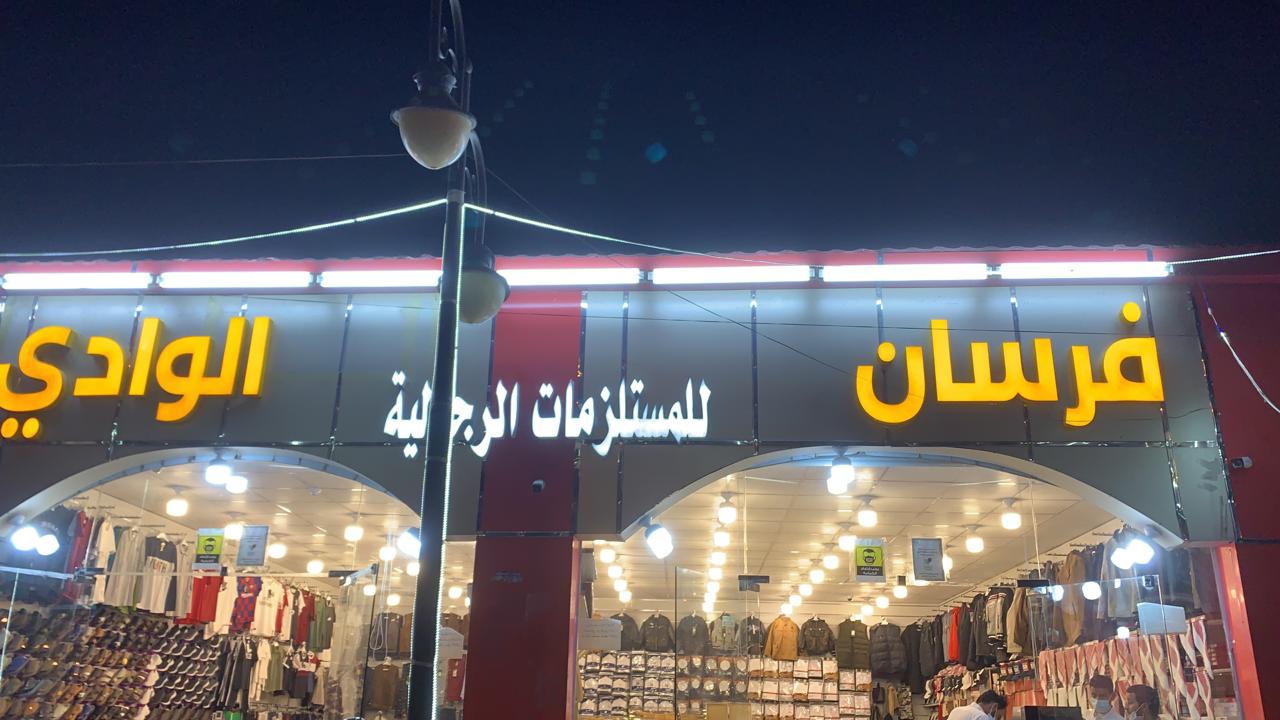 فرسان
للمستلزمات الرجالية
الوادي